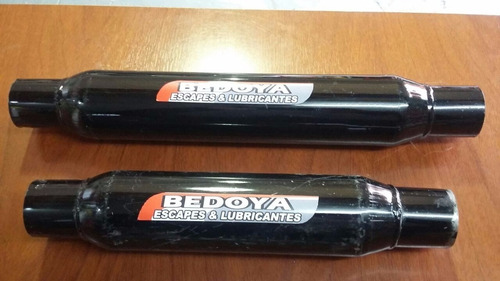 BEDOYA
ESCAPES & LUBRICANTES
BEDOYA
ESCAPES & LUBRICANTES